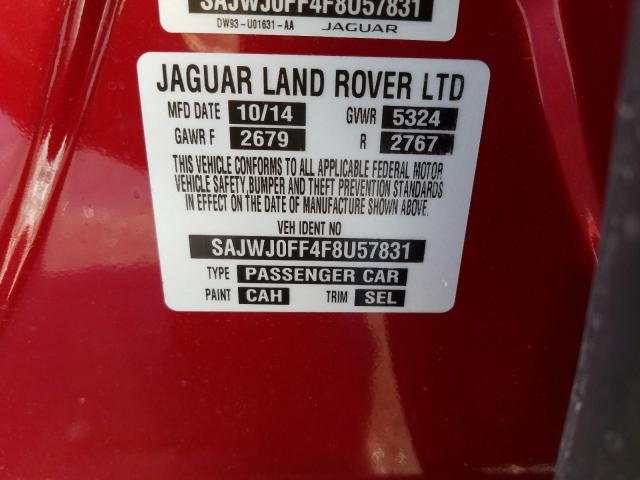 SAJWJ0FF4F8U57831
DW93-U01631-AA JAGUAR
JAGUAR LAND ROVER LTD
MFD DATE 10/14 GVWR 5324
GAWR F 2679 R 2767
THIS VEHICLE CONFORMS TO ALL APPLICABLE FEDERAL MOTOR
VEHICLE SAFETY, BUMPER AND THEFT PREVENTION STANDARDS
IN EFFECT ON THE DATE OF MANUFACTURE SHOWN ABOVE.
VEH IDENT NO
SAJWJ0FF4F8U57831
TYPE PASSENGER CAR
PAINT CAH TRIM SEL